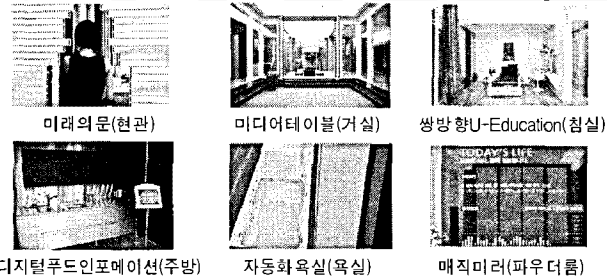 미래의문(현관)
미디어테이블(거실)
쌍방향U-Education(침실)
TODAY'S LIFE
디지털푸드인포메이션(주방)
자동화욕실(욕실)
매직미러(파우더룸)